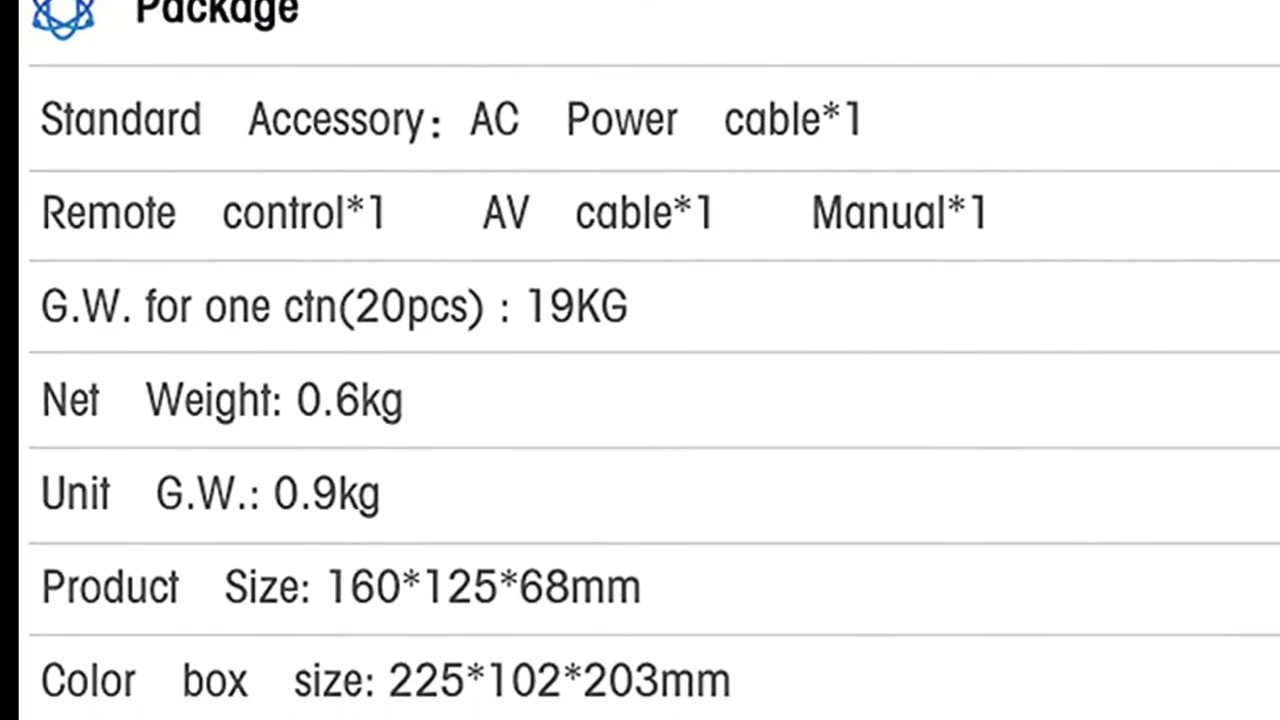 Package
Standard Accessory: AC Power cable*1
Remote control*1 AV cable*1 Manual*1
G.W. for one ctn(20pcs) : 19KG
Net Weight: 0.6kg
Unit G.W.: 0.9kg
Product Size: 160*125*68mm
Color box size: 225*102*203mm